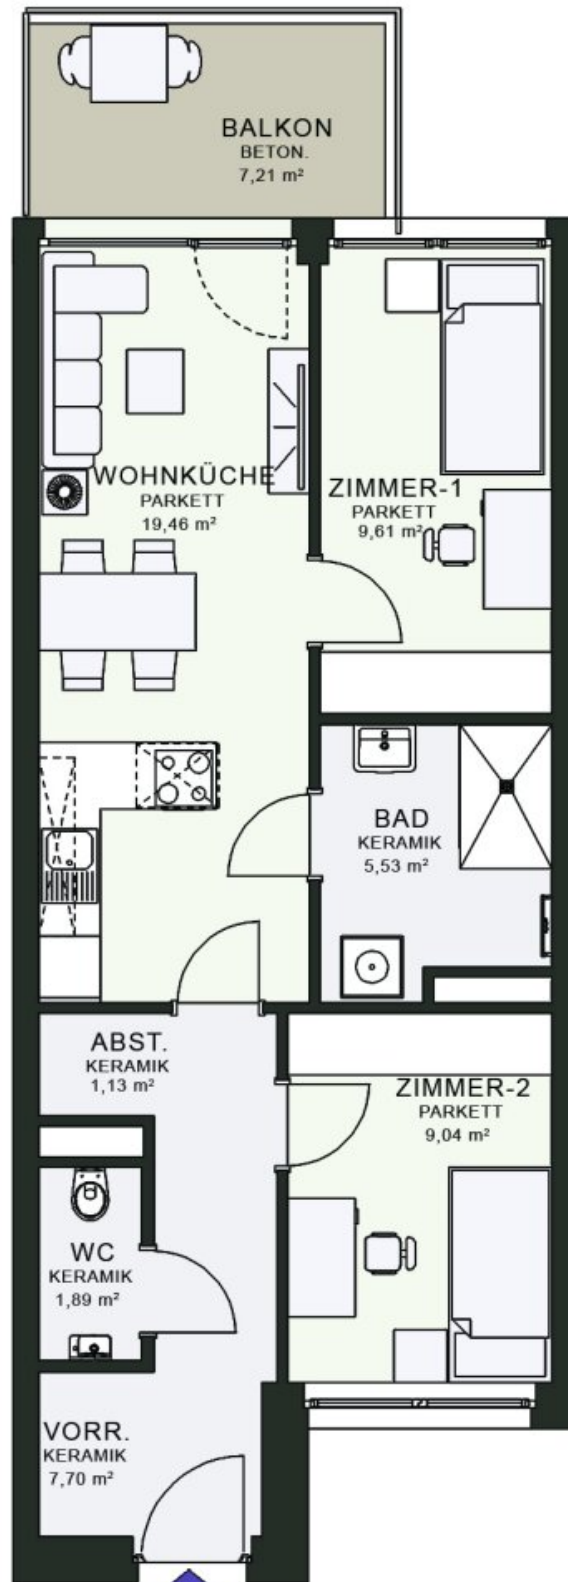 BALKON
BETON.
7,21 m²
WOHNKÜCHE
PARKETT
19,46 m²
ZIMMER-1
PARKETT
9,61 m²
BAD
KERAMIK
5,53 m²
ABST.
KERAMIK
1,13 m²
ZIMMER-2
PARKETT
9,04 m²
WC
KERAMIK
1,89 m²
VORR.
KERAMIK
7,70 m²